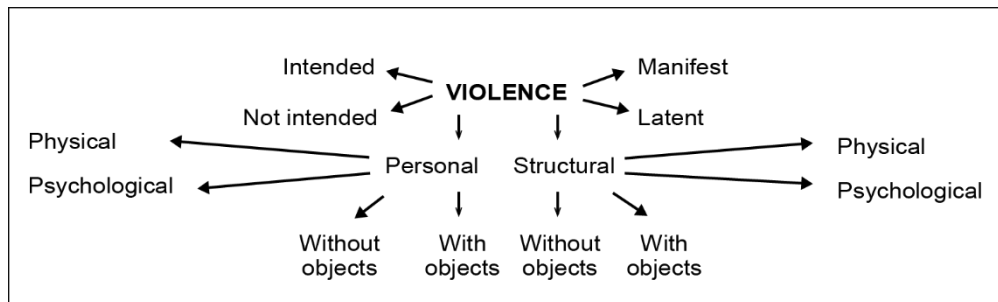 Intended
Manifest
VIOLENCE
Not intended
Latent
Physical
Personal
Structural
Physical
Psychological
Psychological
Without
objects
With
objects
Without
objects
With
objects